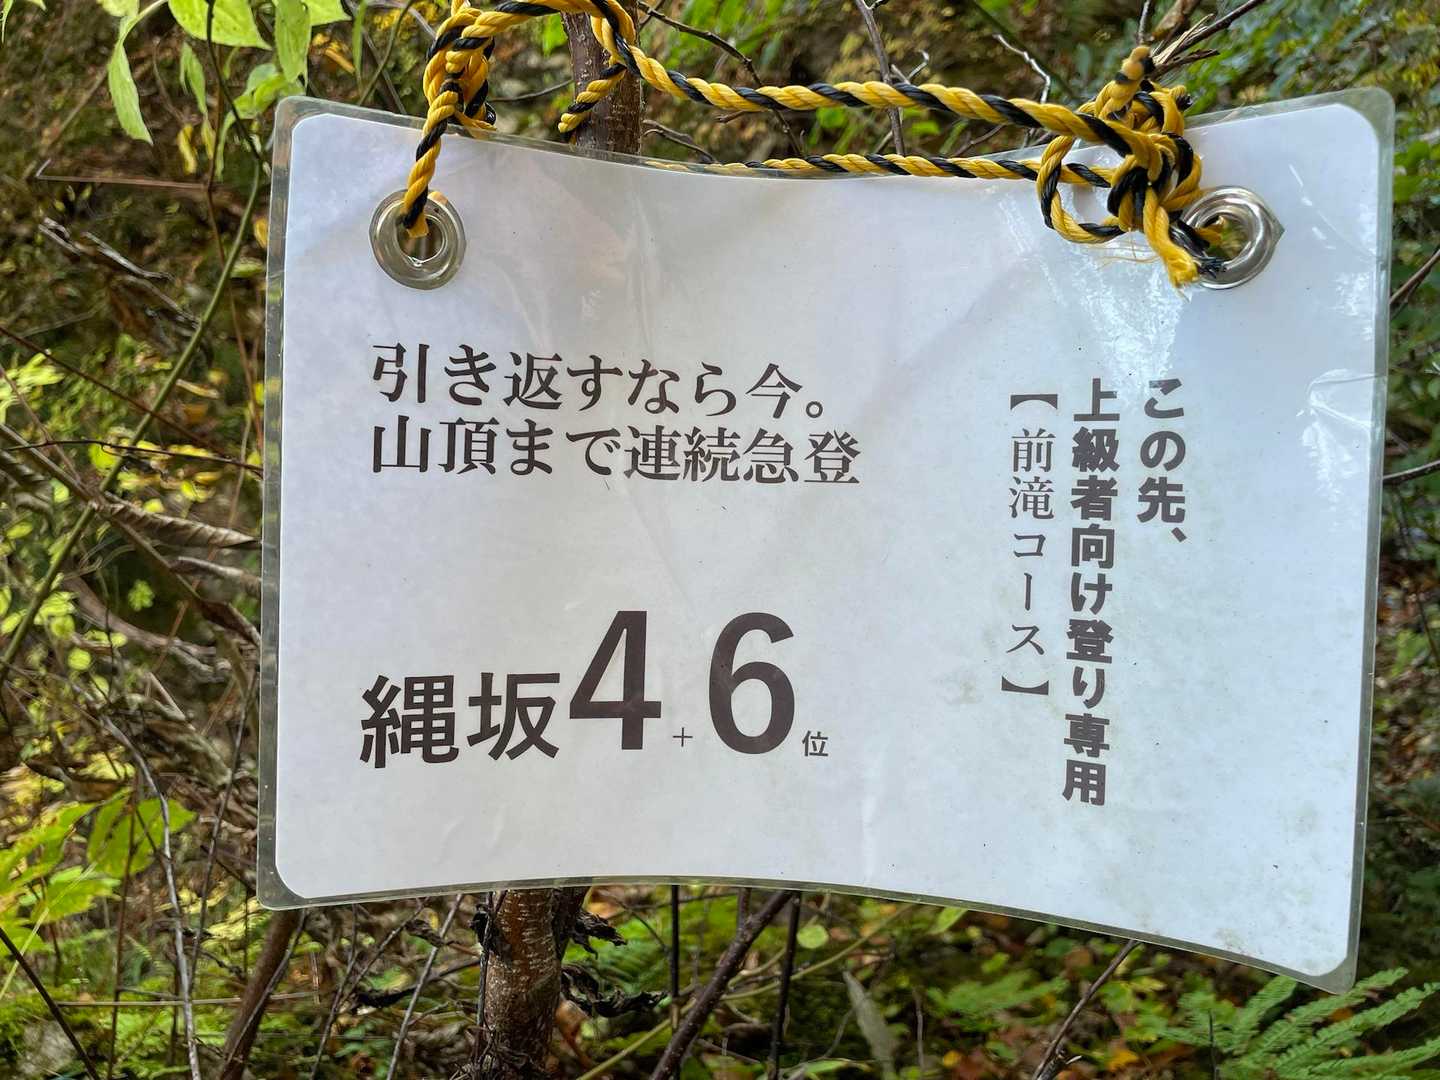 この先、
上級者向け登り専用
【前滝コース】
引き返すなら今。
山頂まで連続急登
縄坂4+6位